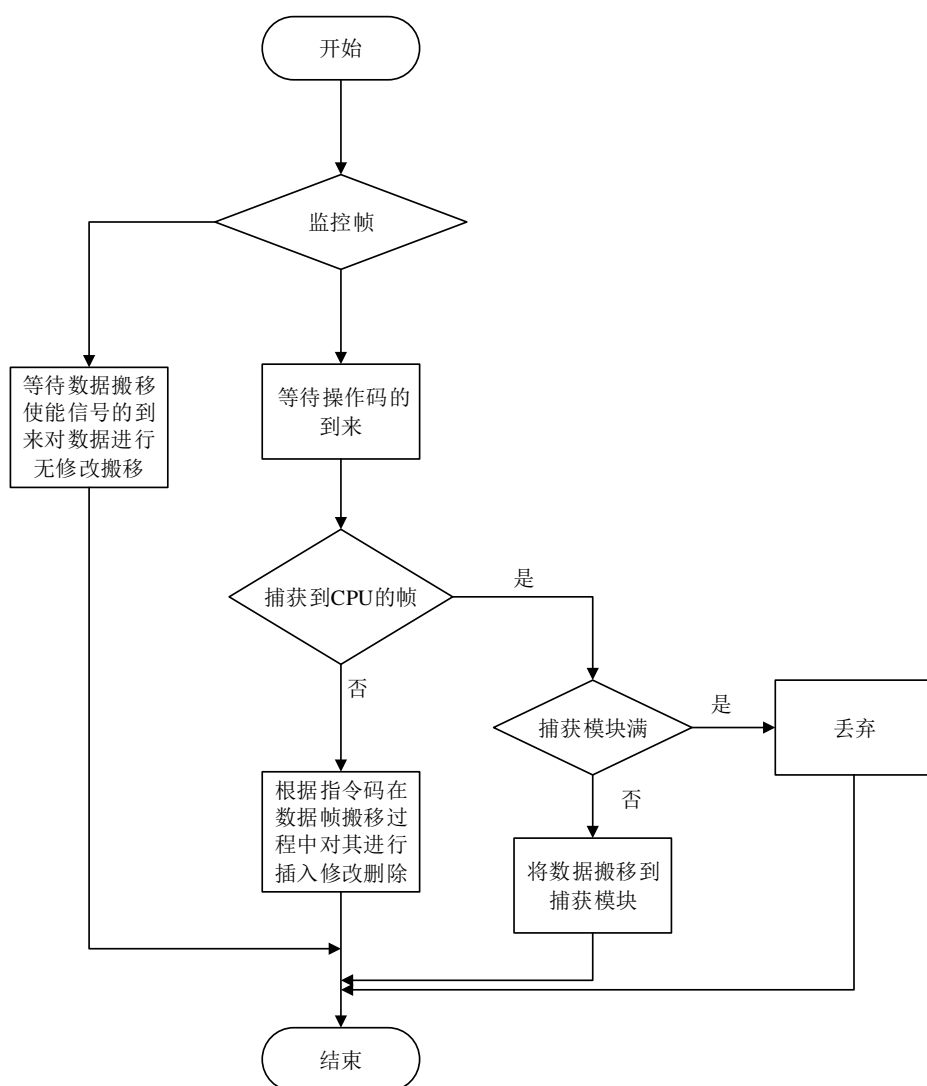 开始
监控帧
等待数据搬移
使能信号的到
来对数据进行
无修改搬移
等待操作码的
到来
捕获到CPU的帧
是
否
捕获模块满
是
丢弃
否
根据指令码在
数据帧搬移过
程中对其进行
插入修改删除
将数据搬移到
捕获模块
结束